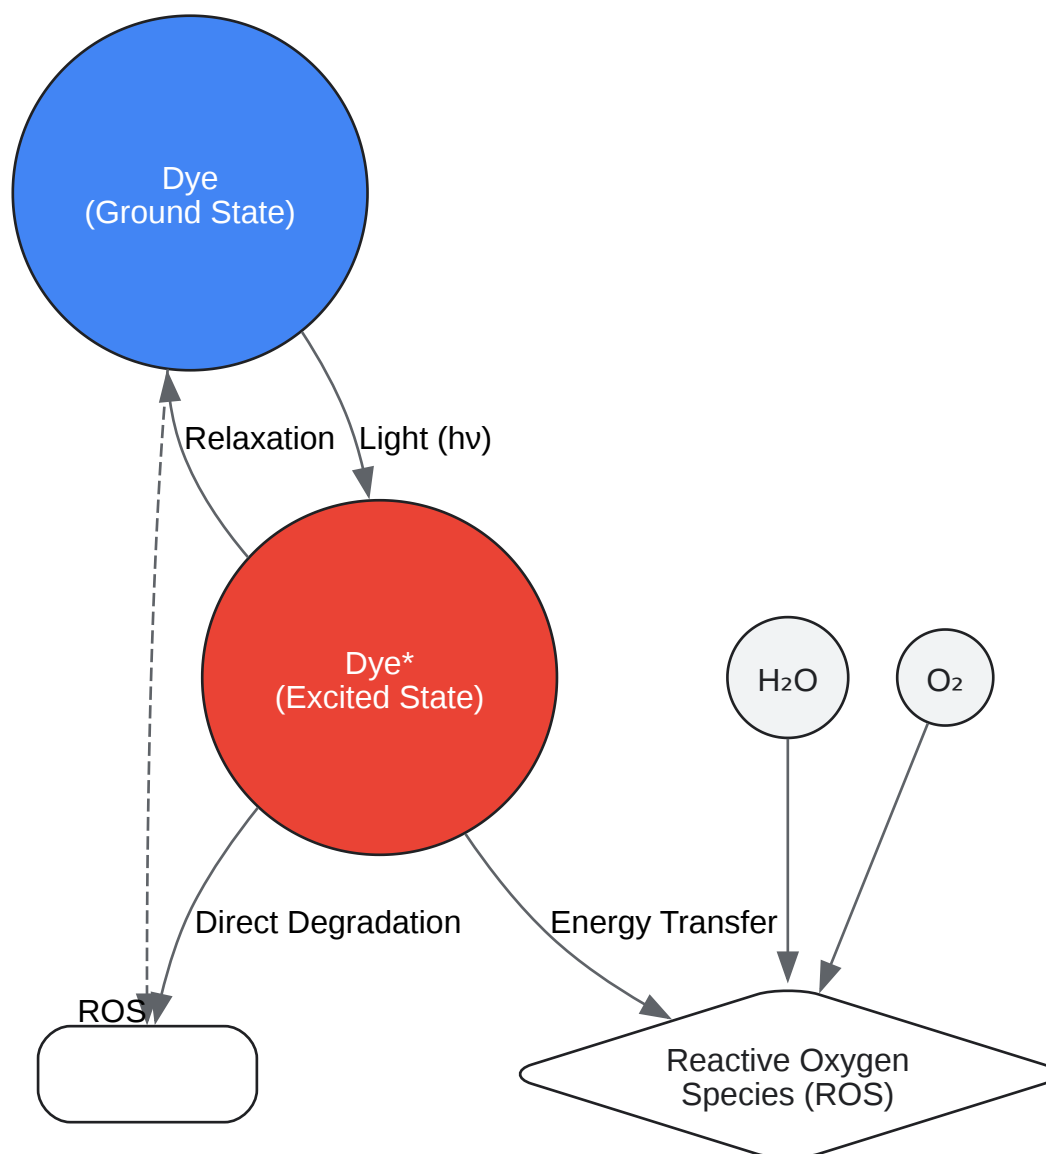 Dye
(Ground State)
Relaxation
Light (hν)
Dye*
(Excited State)
H₂O
O₂
Direct Degradation
Energy Transfer
ROS
Reactive Oxygen
Species (ROS)